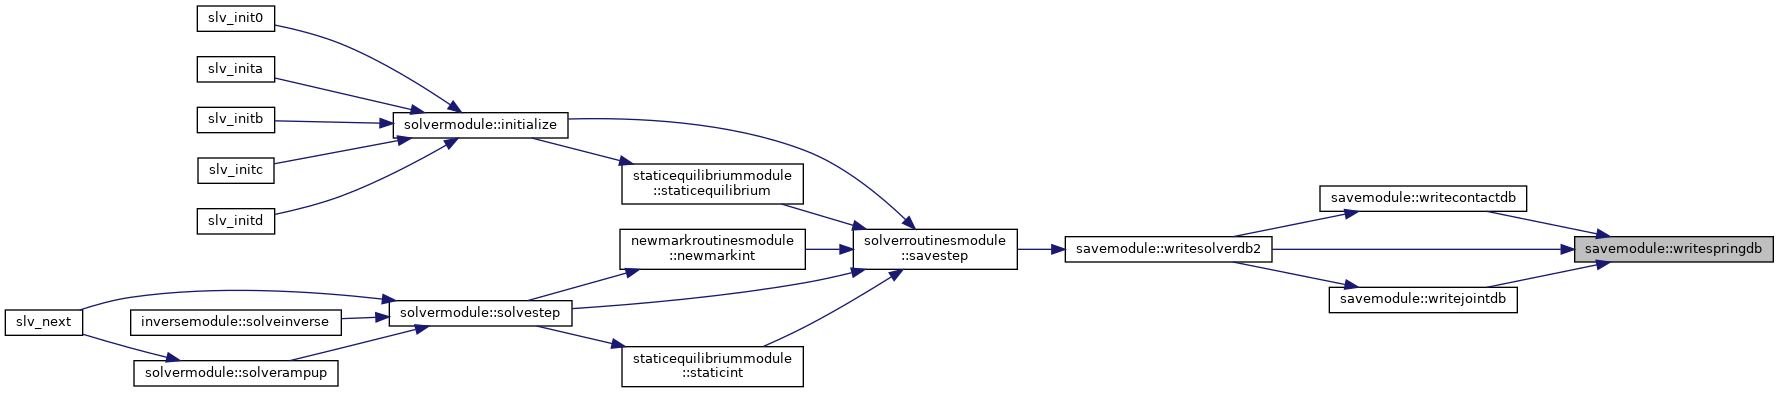 slv_init0
slv_inita
slv_initb
slv_initc
slv_initd
solvermodule::initialize
staticequilibriummodule
::staticequilibrium
newmarkroutinesmodule
::newmarkint
slv_next
inversemodule::solveinverse
solvermodule::solverampup
solvermodule::solvestep
staticequilibriummodule
::staticint
solverroutinesmodule
::savestep
savemodule::writesolverdb2
savemodule::writecontactdb
savemodule::writejointdb
savemodule::writespringdb